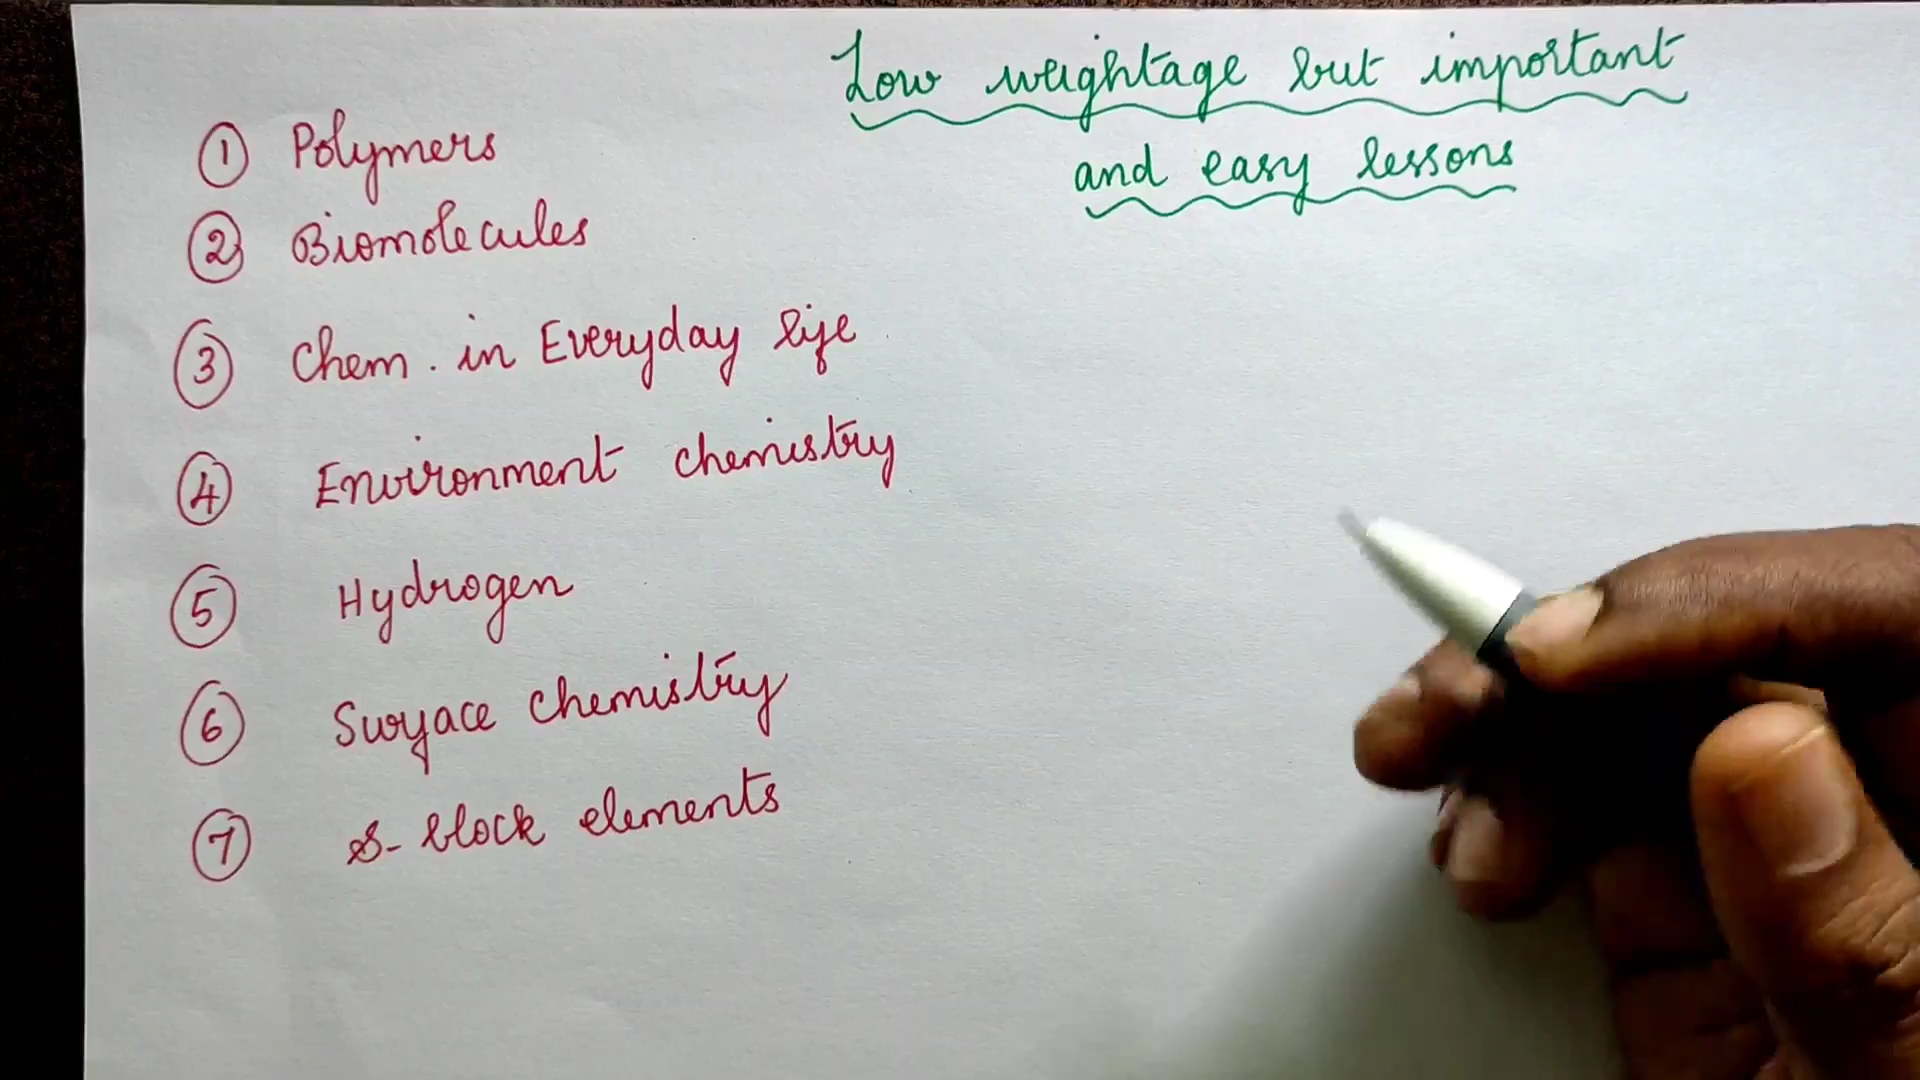 Low weightage but important
and easy lessons
① Polymers
② Biomolecules
③ Chem. in Everyday life
④ Environment chemistry
⑤ Hydrogen
⑥ Surface chemistry
⑦ S-block elements